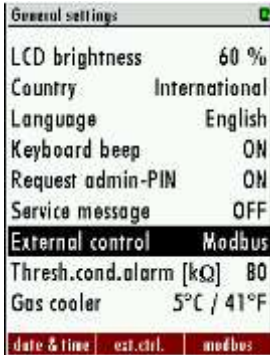 General settings
LCD brightness 60 %
Country International
Language English
Keyboard beep ON
Request admin-PIN ON
Service message OFF
External control Modbus
Thresh.cond.alarm [kΩ] 80
Gas cooler 5°C / 41°F
date & time ext.ctrl. modbus